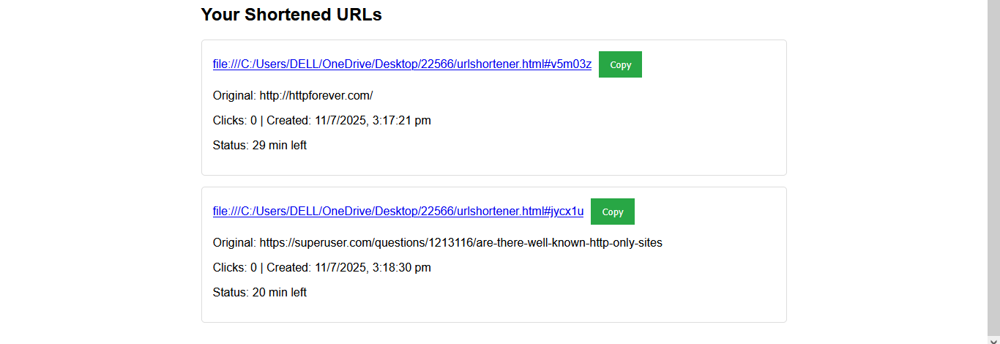 Your Shortened URLs
file:///C:/Users/DELL/OneDrive/Desktop/22566/urlshortener.html#v5m03z Copy
Original: http://httpforever.com/
Clicks: 0 | Created: 11/7/2025, 3:17:21 pm
Status: 29 min left
file:///C:/Users/DELL/OneDrive/Desktop/22566/urlshortener.html#jycx1u Copy
Original: https://superuser.com/questions/1213116/are-there-well-known-http-only-sites
Clicks: 0 | Created: 11/7/2025, 3:18:30 pm
Status: 20 min left